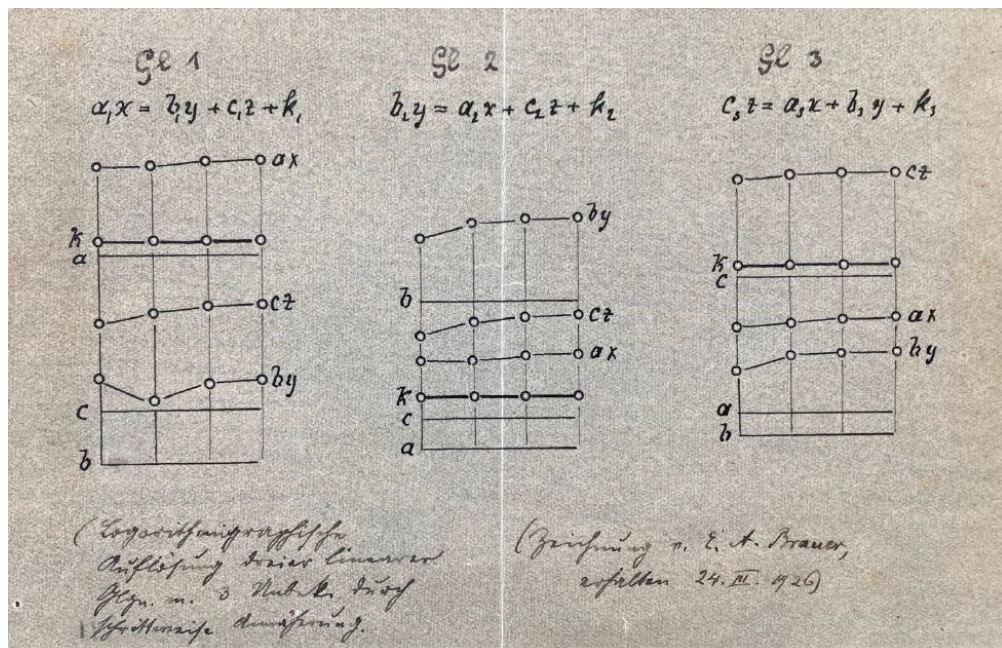 Gl 1
a₁x = b₁y + c₁z + k₁
ax
k
a
cz
by
c
b
Gl 2
b₂y = a₂x + c₂z + k₂
by
b
cz
ax
k
c
a
Gl 3
c₃z = a₃x + b₃y + k₃
cz
k
c
ax
by
a
b
(Logarithmigraphische
Auflösung dreier linearer
Glgn. m. 3 Unbek. durch
schrittweise Annäherung.
(Zeichnung v. E. A. Brauer,
erhalten 24. III. 1926)